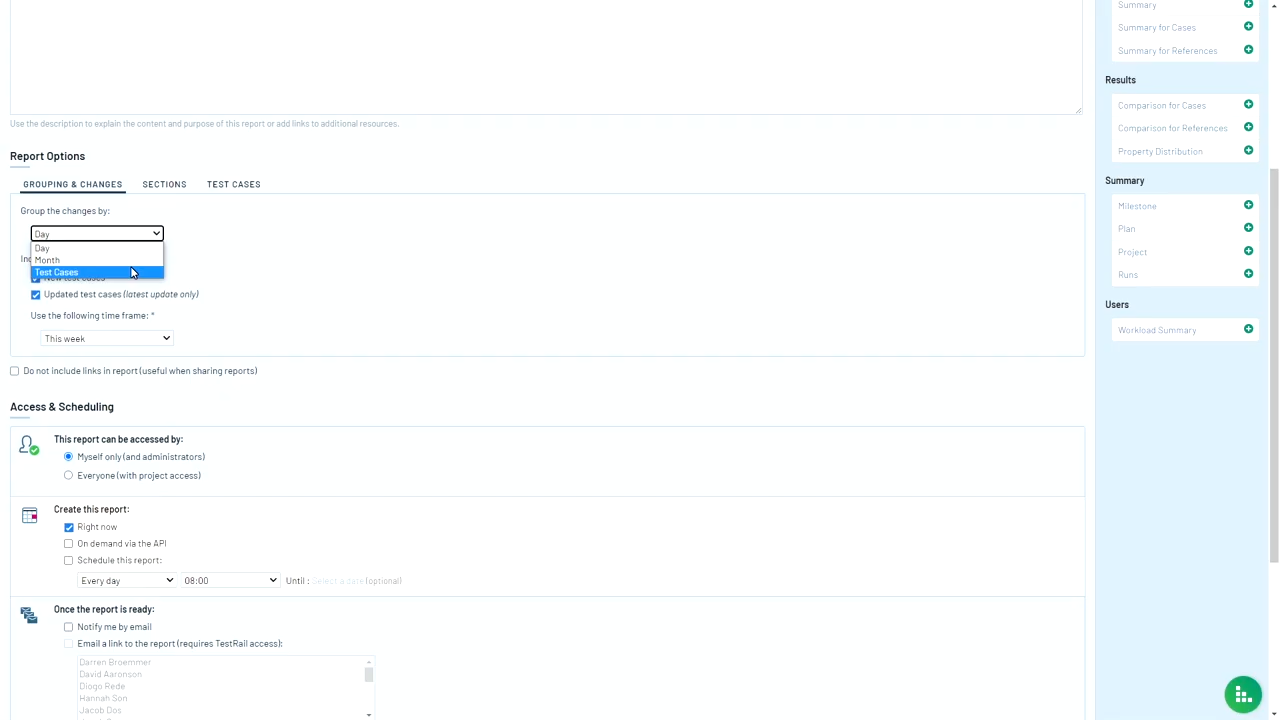 Use the description to explain the content and purpose of this report or add links to additional resources.
Report Options
GROUPING & CHANGES
SECTIONS
TEST CASES
Group the changes by:
Day
Day
Month
Test Cases
New test cases
Updated test cases (latest update only)
Use the following time frame: *
This week
Do not include links in report (useful when sharing reports)
Access & Scheduling
This report can be accessed by:
Myself only (and administrators)
Everyone (with project access)
Create this report:
Right now
On demand via the API
Schedule this report:
Every day
08:00
Until :
Select a date
(optional)
Once the report is ready:
Notify me by email
Email a link to the report (requires TestRail access):
Darren Broemmer
David Aaronson
Diogo Rede
Hannah Son
Jacob Dos
Summary
Summary for Cases
Summary for References
Results
Comparison for Cases
Comparison for References
Property Distribution
Summary
Milestone
Plan
Project
Runs
Users
Workload Summary